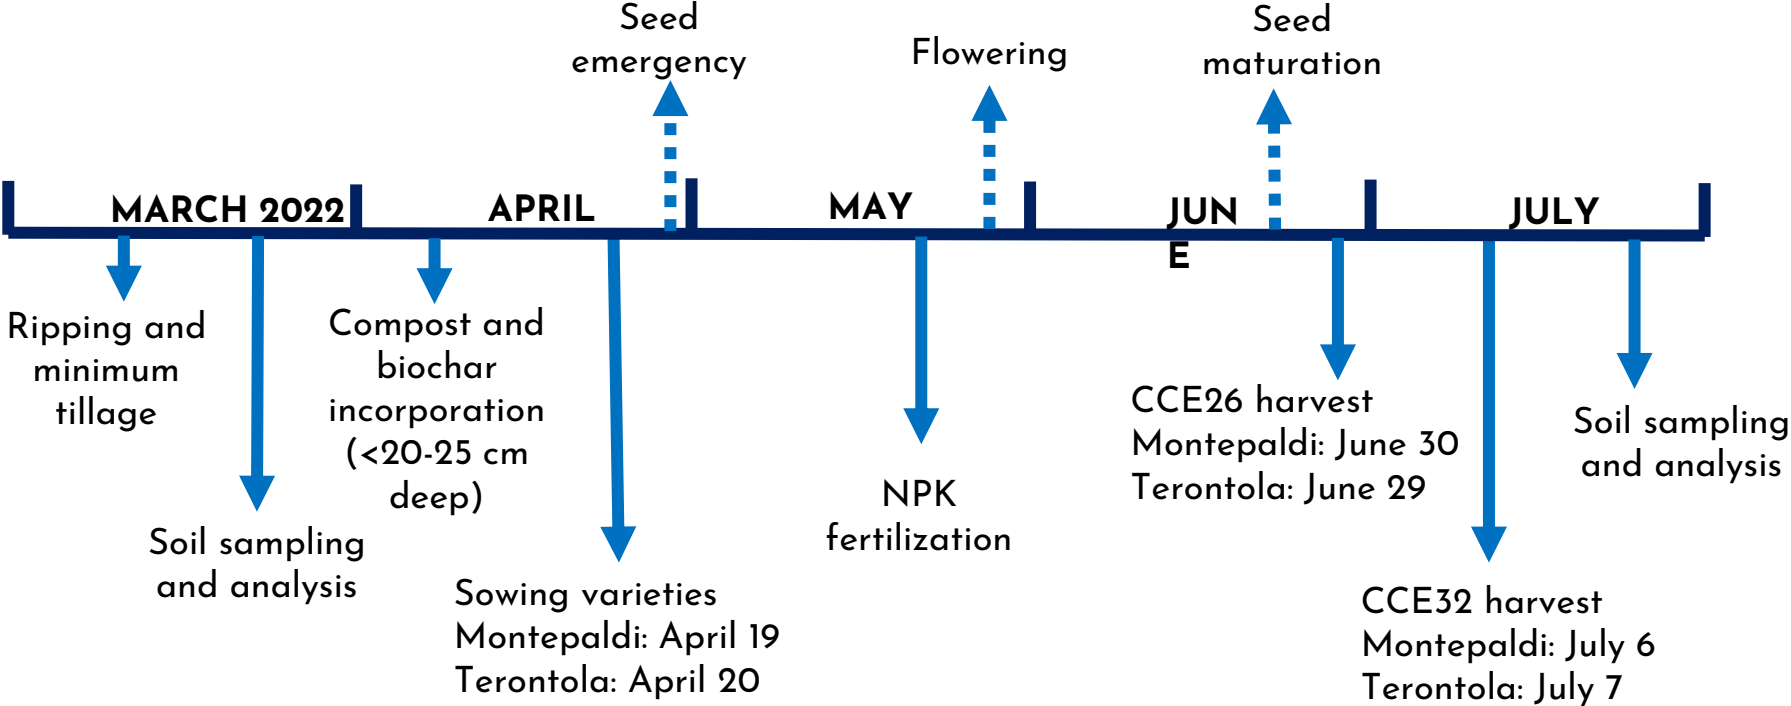 Seed
emergency
Flowering
Seed
maturation
MARCH 2022
APRIL
MAY
JUN
E
JULY
Ripping and
minimum
tillage
Soil sampling
and analysis
Compost and
biochar
incorporation
(<20-25 cm
deep)
Sowing varieties
Montepaldi: April 19
Terontola: April 20
NPK
fertilization
CCE26 harvest
Montepaldi: June 30
Terontola: June 29
CCE32 harvest
Montepaldi: July 6
Terontola: July 7
Soil sampling
and analysis